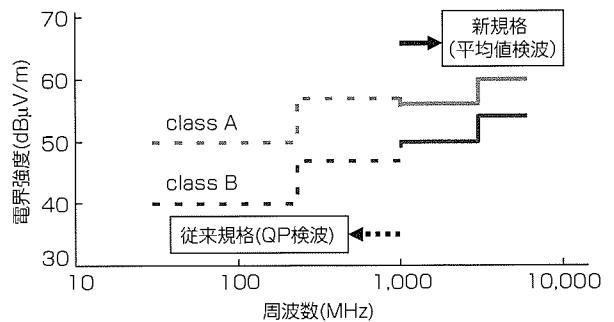 電界強度(dBμV/m)
70
60
50
40
30
class A
class B
新規格
(平均値検波)
従来規格(QP検波)
10
100
1,000
10,000
周波数(MHz)